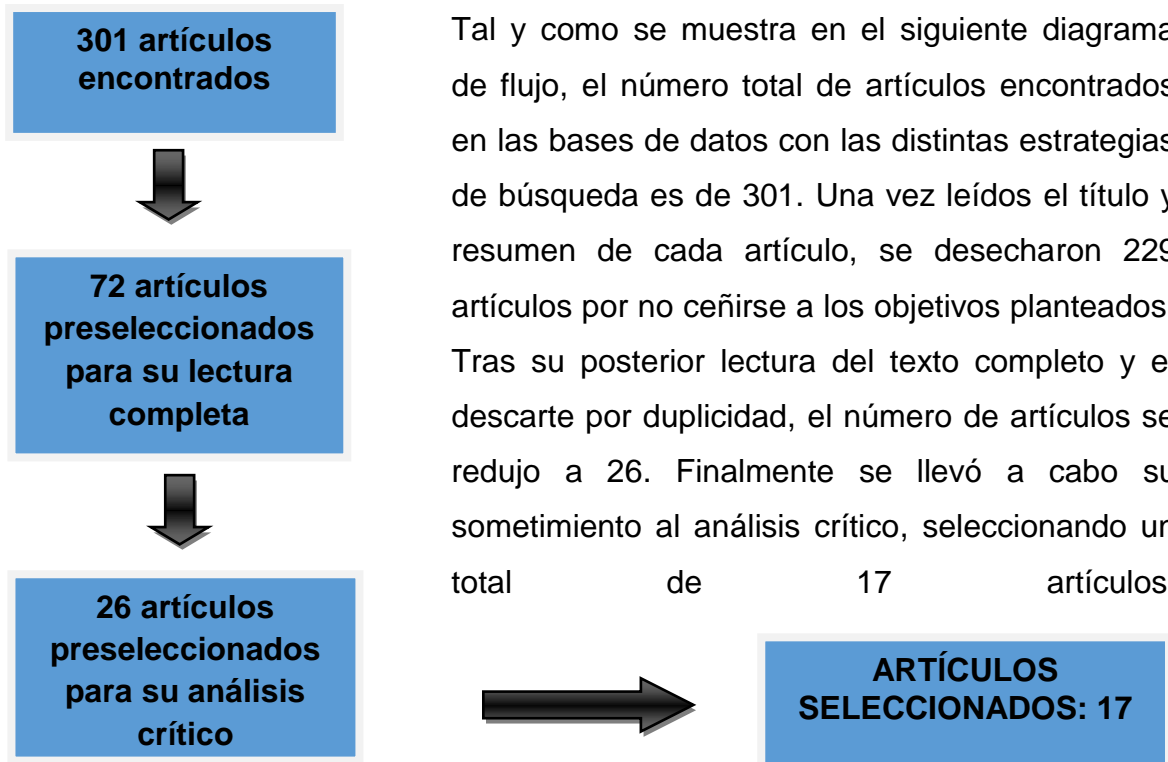 301 artículos
encontrados
72 artículos
preseleccionados
para su lectura
completa
26 artículos
preseleccionados
para su análisis
crítico
Tal y como se muestra en el siguiente diagrama
de flujo, el número total de artículos encontrados
en las bases de datos con las distintas estrategias
de búsqueda es de 301. Una vez leídos el título y
resumen de cada artículo, se desecharon 229
artículos por no ceñirse a los objetivos planteados
Tras su posterior lectura del texto completo y e
descarte por duplicidad, el número de artículos se
redujo a 26. Finalmente se llevó a cabo su
sometimiento al análisis crítico, seleccionando un
total de 17 artículos
ARTÍCULOS
SELECCIONADOS: 17